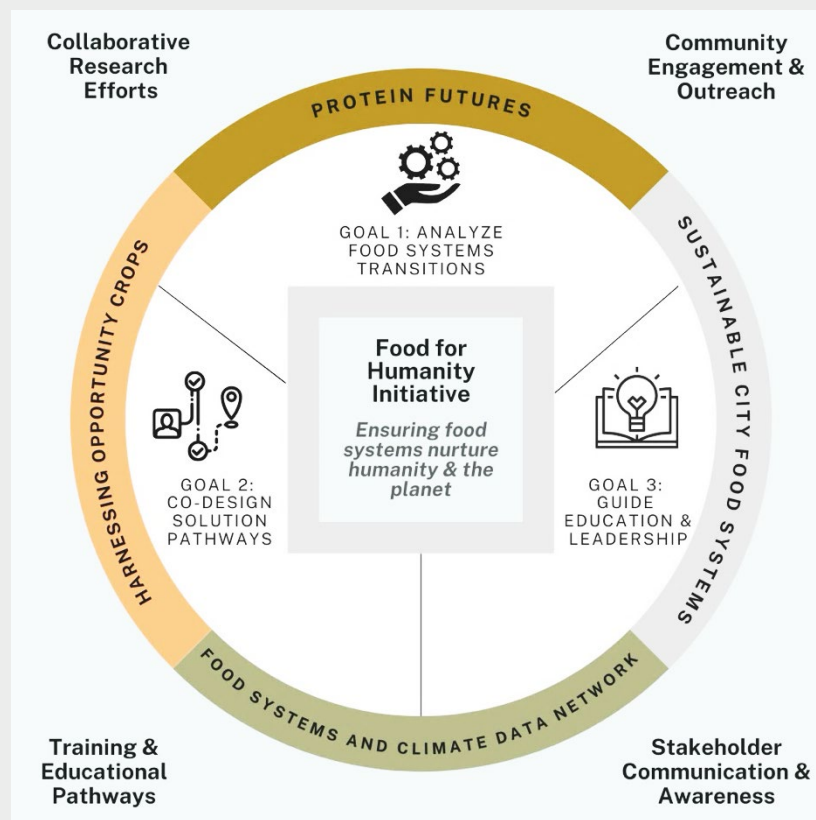 Collaborative
Research
Efforts
Community
Engagement &
Outreach
PROTEIN FUTURES
GOAL 1: ANALYZE
FOOD SYSTEMS
TRANSITIONS
HARNESSING OPPORTUNITY CROPS
SUSTAINABLE CITY FOOD SYSTEMS
Food for
Humanity
Initiative
Ensuring food
systems nurture
humanity & the
planet
GOAL 2:
CO-DESIGN
SOLUTION
PATHWAYS
GOAL 3:
GUIDE
EDUCATION &
LEADERSHIP
FOOD SYSTEMS AND CLIMATE DATA NETWORK
Training &
Educational
Pathways
Stakeholder
Communication &
Awareness